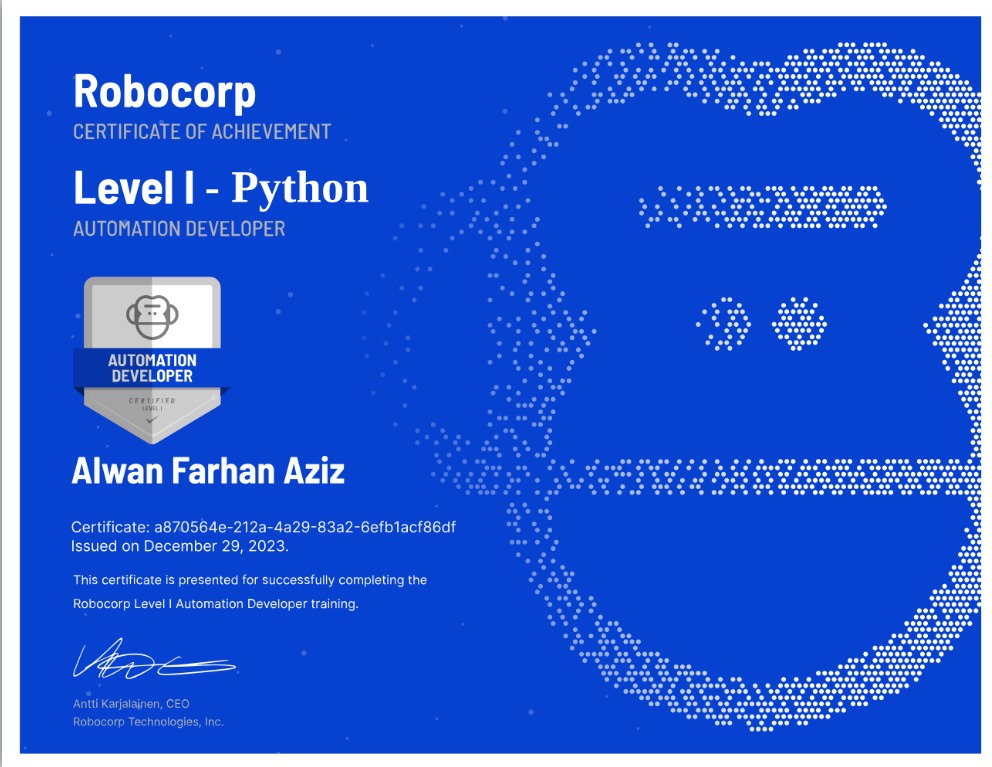 Robocorp
CERTIFICATE OF ACHIEVEMENT
Level I - Python
AUTOMATION DEVELOPER
AUTOMATION
DEVELOPER
CERTIFIED
LEVEL I
Alwan Farhan Aziz
Certificate: a870564e-212a-4a29-83a2-6efb1acf86df
Issued on December 29, 2023.
This certificate is presented for successfully completing the
Robocorp Level I Automation Developer training.
Antti Karjalainen, CEO
Robocorp Technologies, Inc.